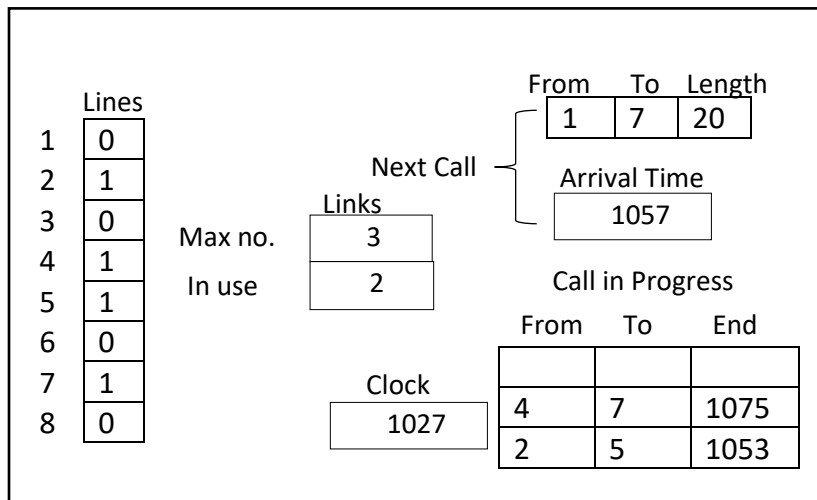 Lines
1 0
2 1
3 0
4 1
5 1
6 0
7 1
8 0
Links
Max no. 3
In use 2
Clock
1027
Next Call
From To Length
1 7 20
Arrival Time
1057
Call in Progress
From To End
4 7 1075
2 5 1053